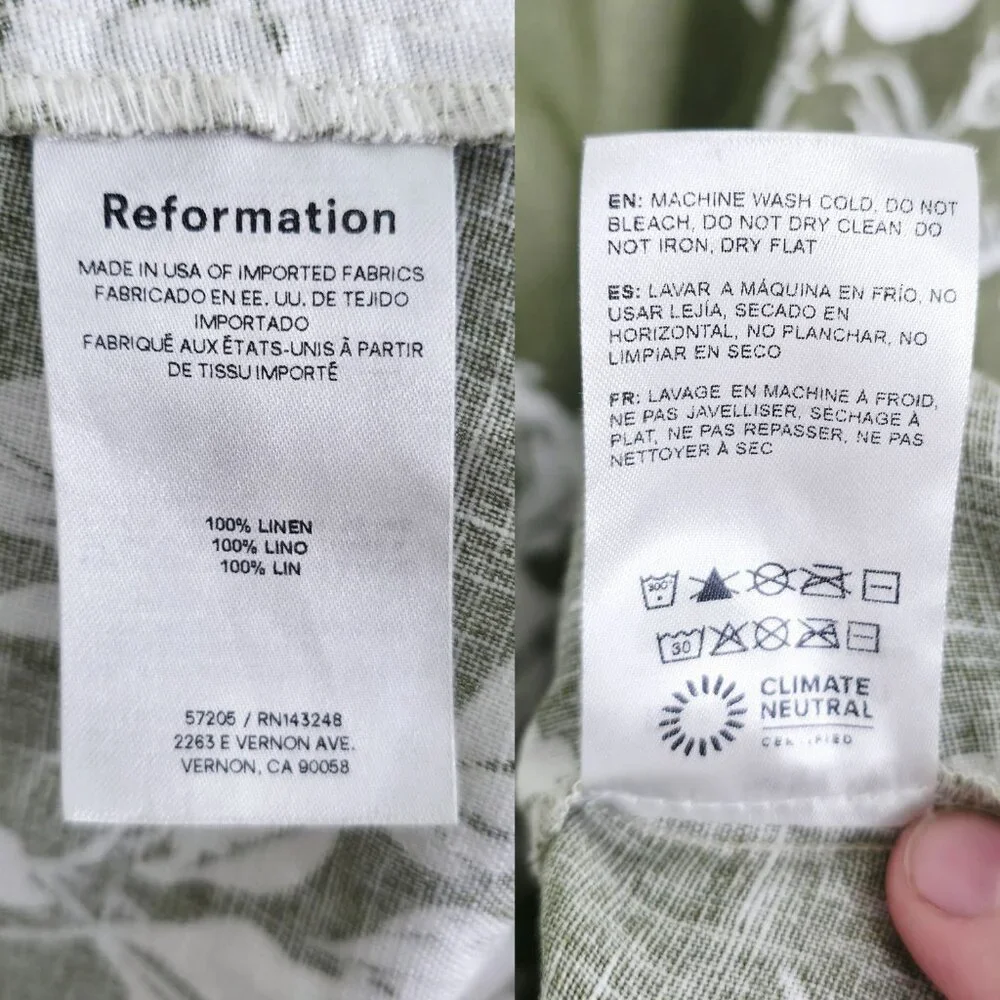 Reformation
MADE IN USA OF IMPORTED FABRICS
FABRICADO EN EE. UU. DE TEJIDO
IMPORTADO
FABRIQUÉ AUX ÉTATS-UNIS À PARTIR
DE TISSU IMPORTÉ
100% LINEN
100% LINO
100% LIN
57205 / RN143248
2263 E VERNON AVE.
VERNON, CA 90058
EN: MACHINE WASH COLD, DO NOT
BLEACH, DO NOT DRY CLEAN DO
NOT IRON, DRY FLAT
ES: LAVAR A MÁQUINA EN FRÍO, NO
USAR LEJÍA, SECADO EN
HORIZONTAL, NO PLANCHAR, NO
LIMPIAR EN SECO
FR: LAVAGE EN MACHINE À FROID,
NE PAS JAVELLISER, SÉCHAGE À
PLAT, NE PAS REPASSER, NE PAS
NETTOYER À SEC
30
CLIMATE
NEUTRAL